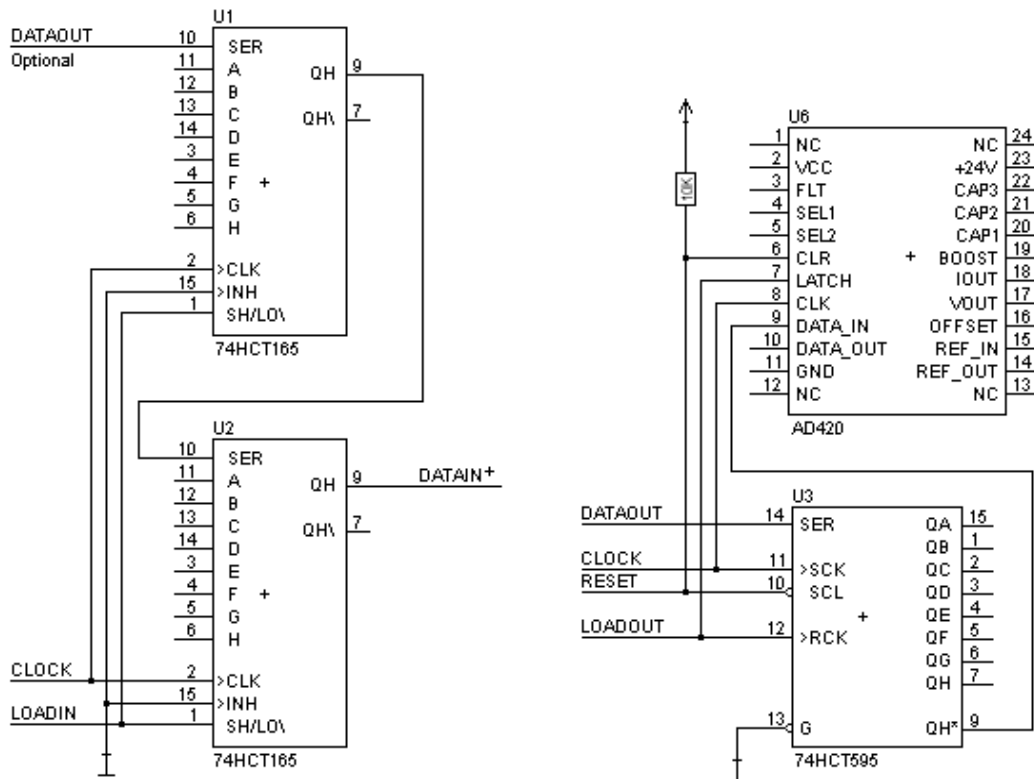 U1
DATAOUT 10 SER
Optional 11 A
QH 9
12 B
13 C
QH\ 7
14 D
3 E
4 F +
5 G
6 H
2 >CLK
15 >INH
1 SH/LO\
74HCT165
U2
10 SER
11 A
QH 9 DATAIN+
12 B
13 C
QH\ 7
14 D
3 E
4 F +
5 G
6 H
CLOCK 2 >CLK
15 >INH
LOADIN 1 SH/LO\
74HCT165
10K
U6
1 NC NC 24
2 VCC +24V 23
3 FLT CAP3 22
4 SEL1 CAP2 21
5 SEL2 CAP1 20
6 CLR + BOOST 19
7 LATCH IOUT 18
8 CLK VOUT 17
9 DATA_IN OFFSET 16
10 DATA_OUT REF_IN 15
11 GND REF_OUT 14
12 NC NC 13
AD420
U3
DATAOUT 14 SER QA 15
QB 1
CLOCK 11 >SCK QC 2
RESET 10 SCL QD 3
+ QE 4
LOADOUT 12 >RCK QF 5
QG 6
QH 7
13 G QH* 9
74HCT595